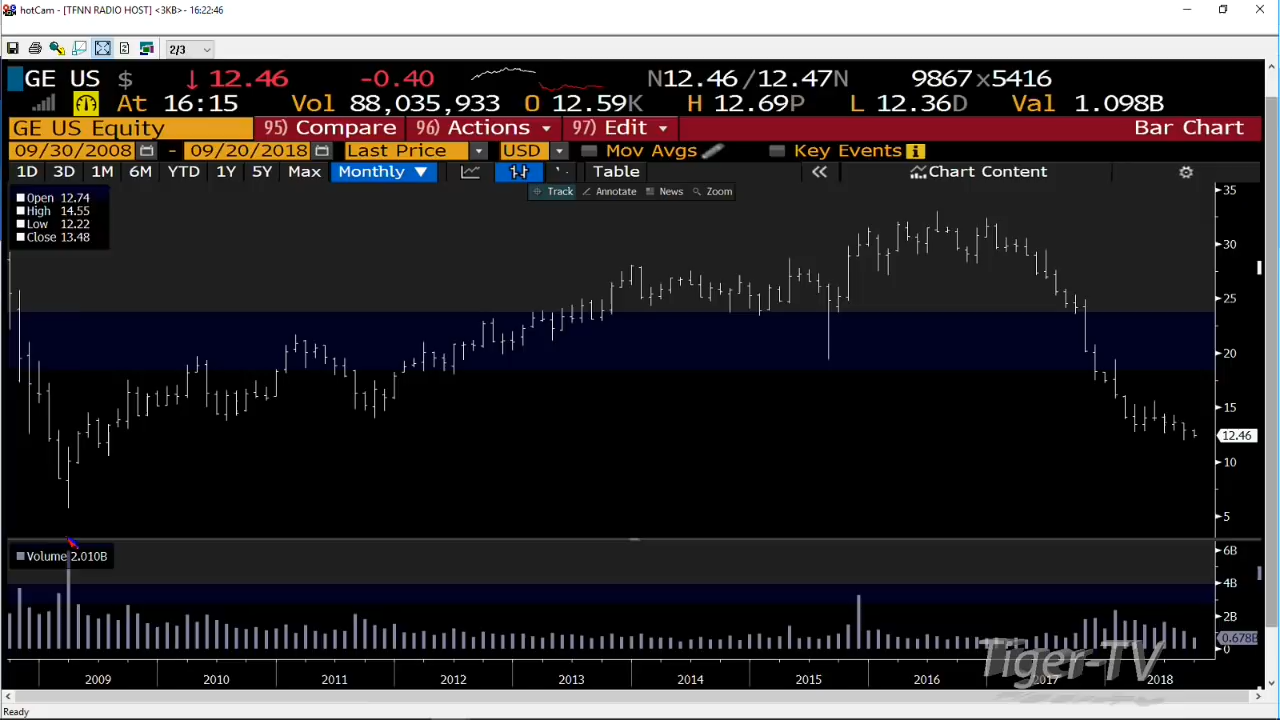 hotCam - [TFNN RADIO HOST] <3KB> - 16:22:46
2/3
GE US $ ↓ 12.46 -0.40 N12.46 /12.47N 9867x5416
At 16:15 Vol 88,035,933 O 12.59K H 12.69P L 12.36D Val 1.098B
GE US Equity 95) Compare 96) Actions 97) Edit Bar Chart
09/30/2008 - 09/20/2018 Last Price USD Mov Avgs Key Events
1D 3D 1M 6M YTD 1Y 5Y Max Monthly ▼ Table « Chart Content
Track Annotate News Zoom
Open 12.74
High 14.55
Low 12.22
Close 13.48
35
30
25
20
15
12.46
10
5
Volume 2.010B
6B
4B
2B
0.678B
0
Tiger-TV
2009 2010 2011 2012 2013 2014 2015 2016 2017 2018
Ready